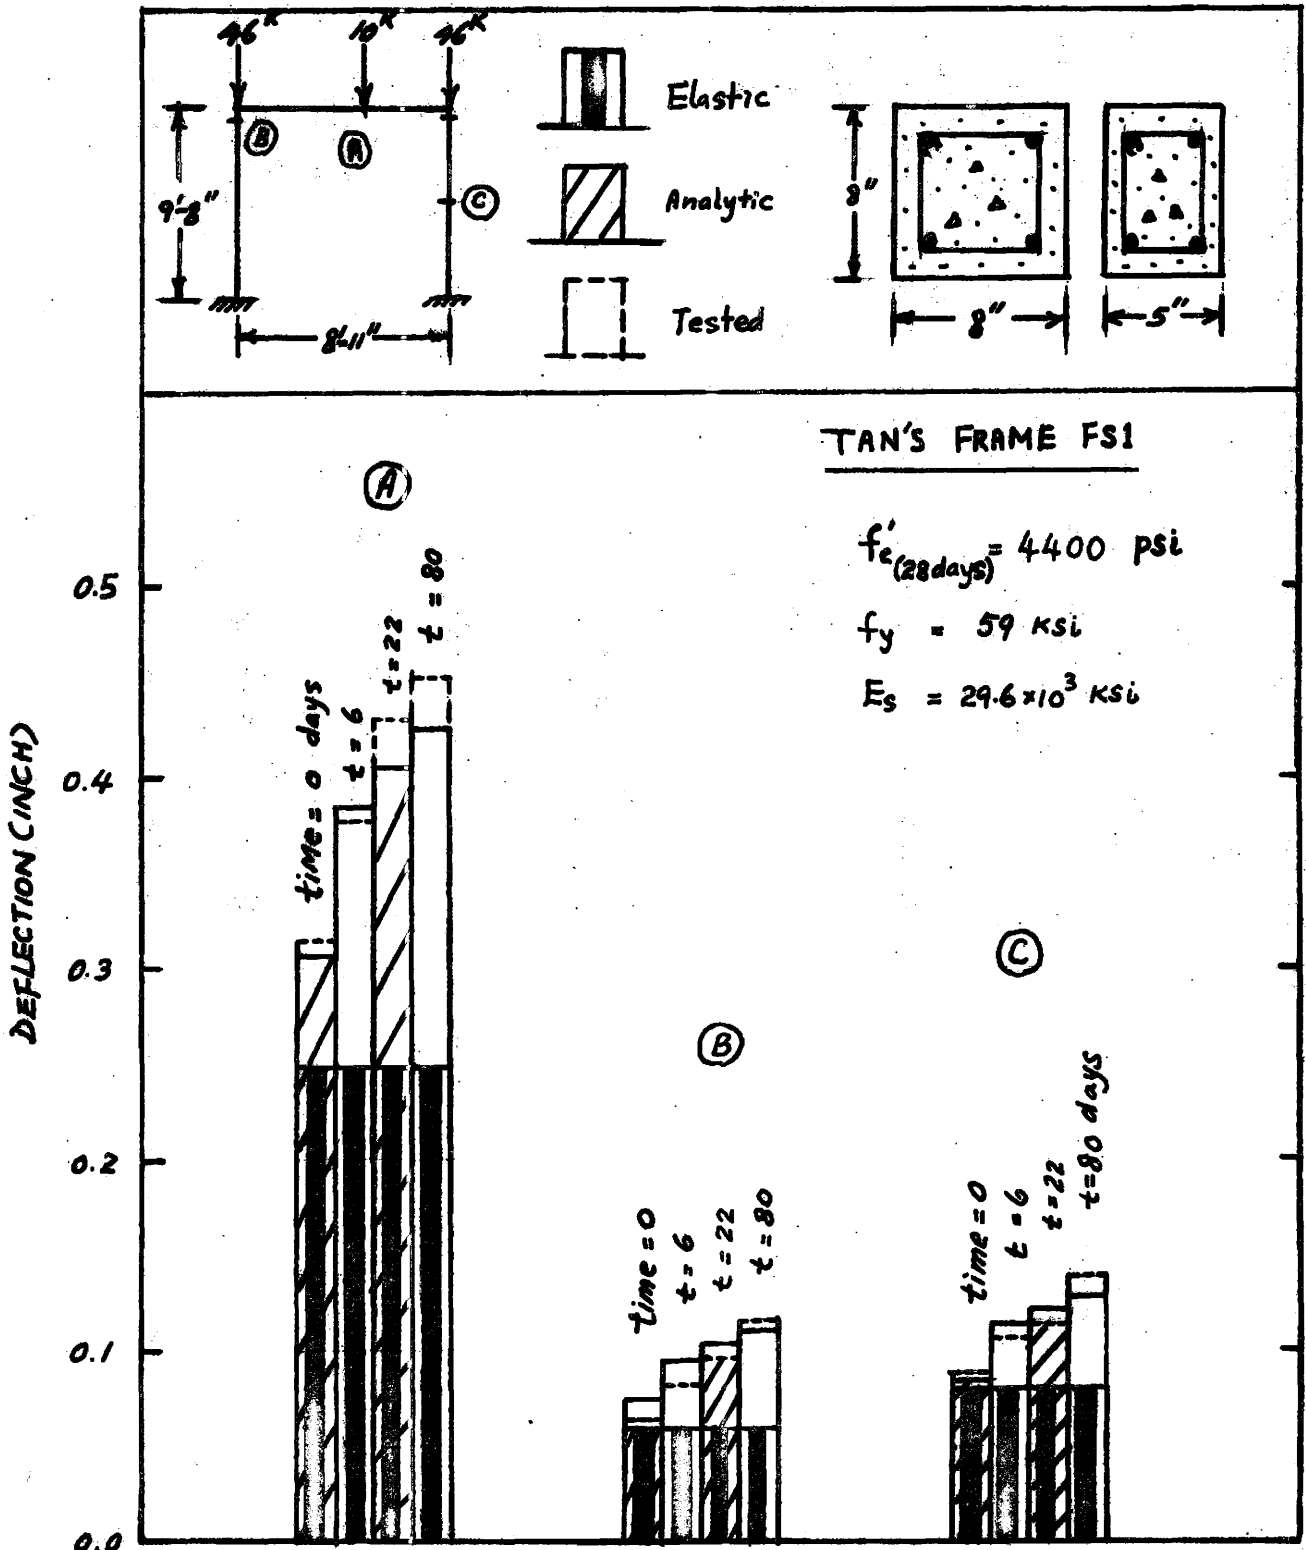 46K 10K 46K
B A
C
9'-8"
8'-11"
Elastic
Analytic
Tested
8"
8"
5"
TAN'S FRAME FS1
f'c(28days) = 4400 psi
fy = 59 ksi
Es = 29.6×10³ ksi
DEFLECTION (INCH)
0.5
0.4
0.3
0.2
0.1
0.0
A
time = 0 days
t = 6
t = 22
t = 80
B
time = 0
t = 6
t = 22
t = 80
C
time = 0
t = 6
t = 22
t = 80 days